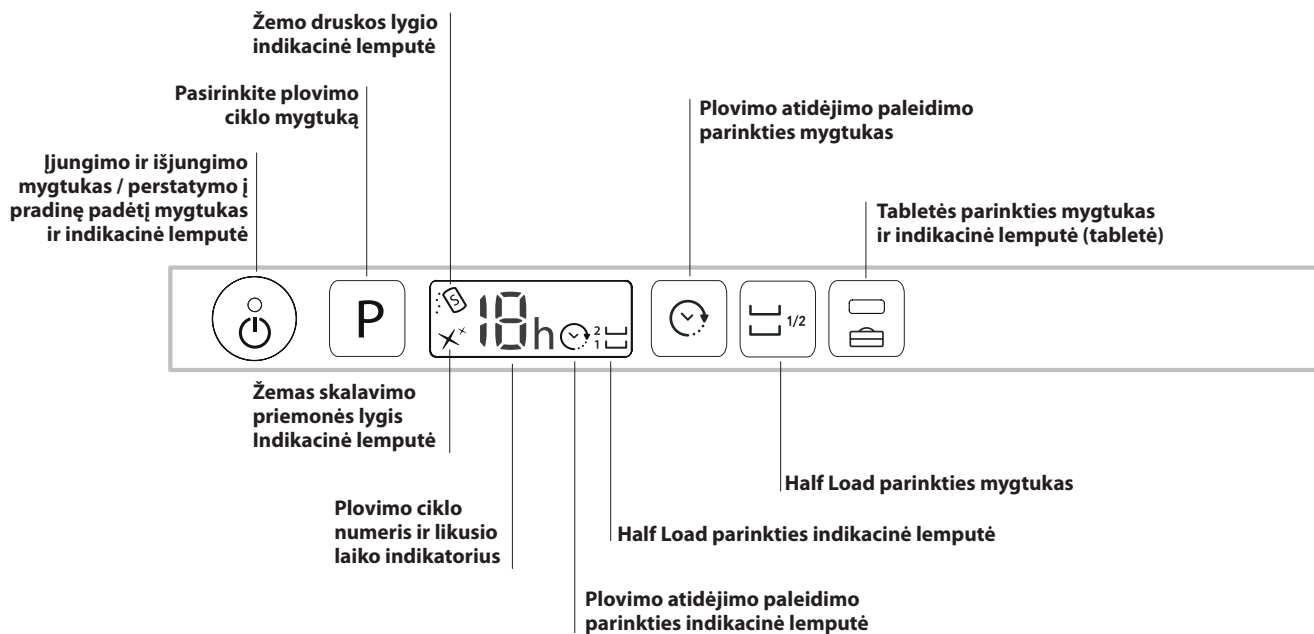 Žemo druskos lygio
indikacinė lemputė
Pasirinkite plovimo
ciklo mygtuką
Plovimo atidėjimo paleidimo
parinkties mygtukas
Įjungimo ir išjungimo
mygtukas / perstatymo į
pradinę padėtį mygtukas
ir indikacinė lemputė
Tabletės parinkties mygtukas
ir indikacinė lemputė (tabletė)
P
S
18h
2
1
1/2
Žemas skalavimo
priemonės lygis
Indikacinė lemputė
Half Load parinkties mygtukas
Plovimo ciklo
numeris ir likusio
laiko indikatorius
Half Load parinkties indikacinė lemputė
Plovimo atidėjimo paleidimo
parinkties indikacinė lemputė